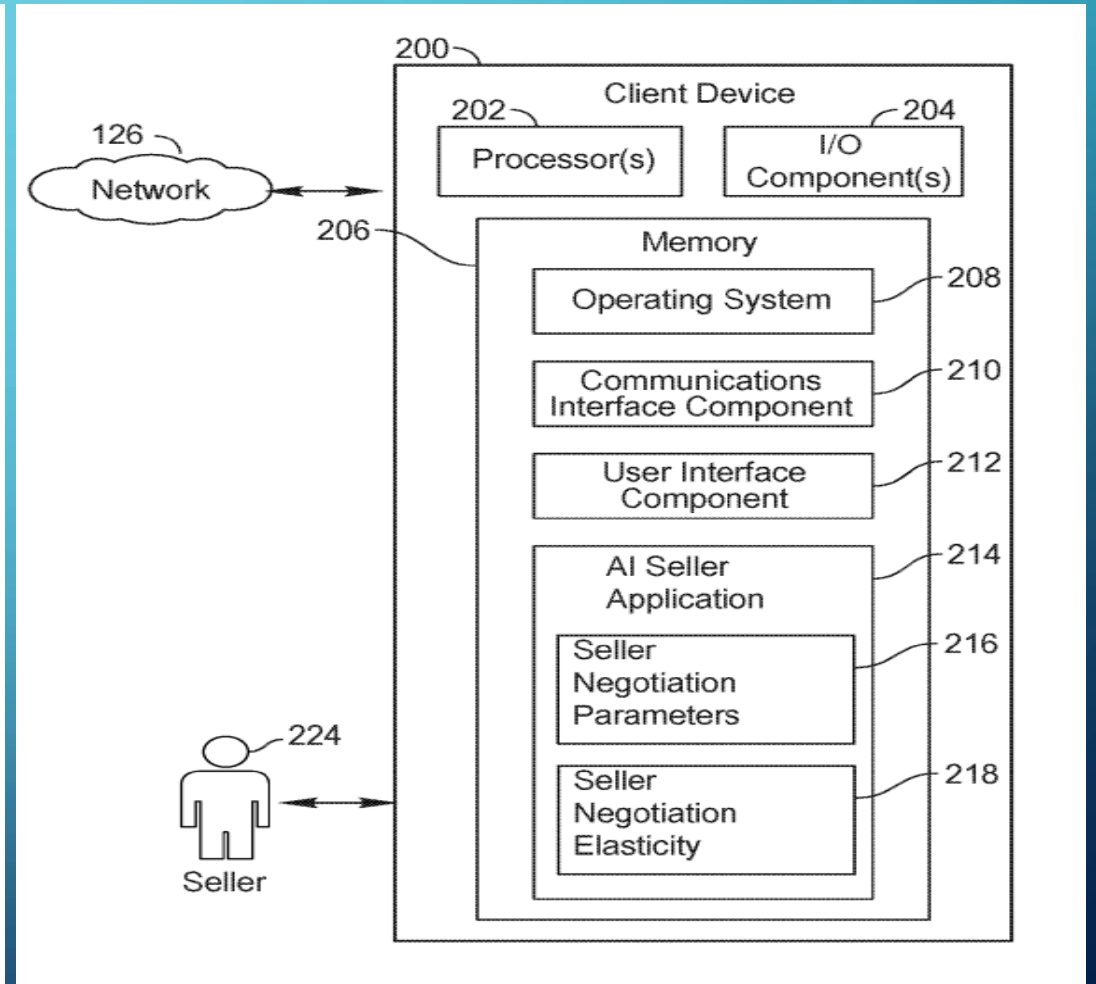 200
Client Device
202
204
126
Processor(s)
I/O
Component(s)
Network
206
Memory
208
Operating System
210
Communications
Interface Component
212
User Interface
Component
214
AI Seller
Application
216
Seller
Negotiation
Parameters
224
218
Seller
Negotiation
Elasticity
Seller